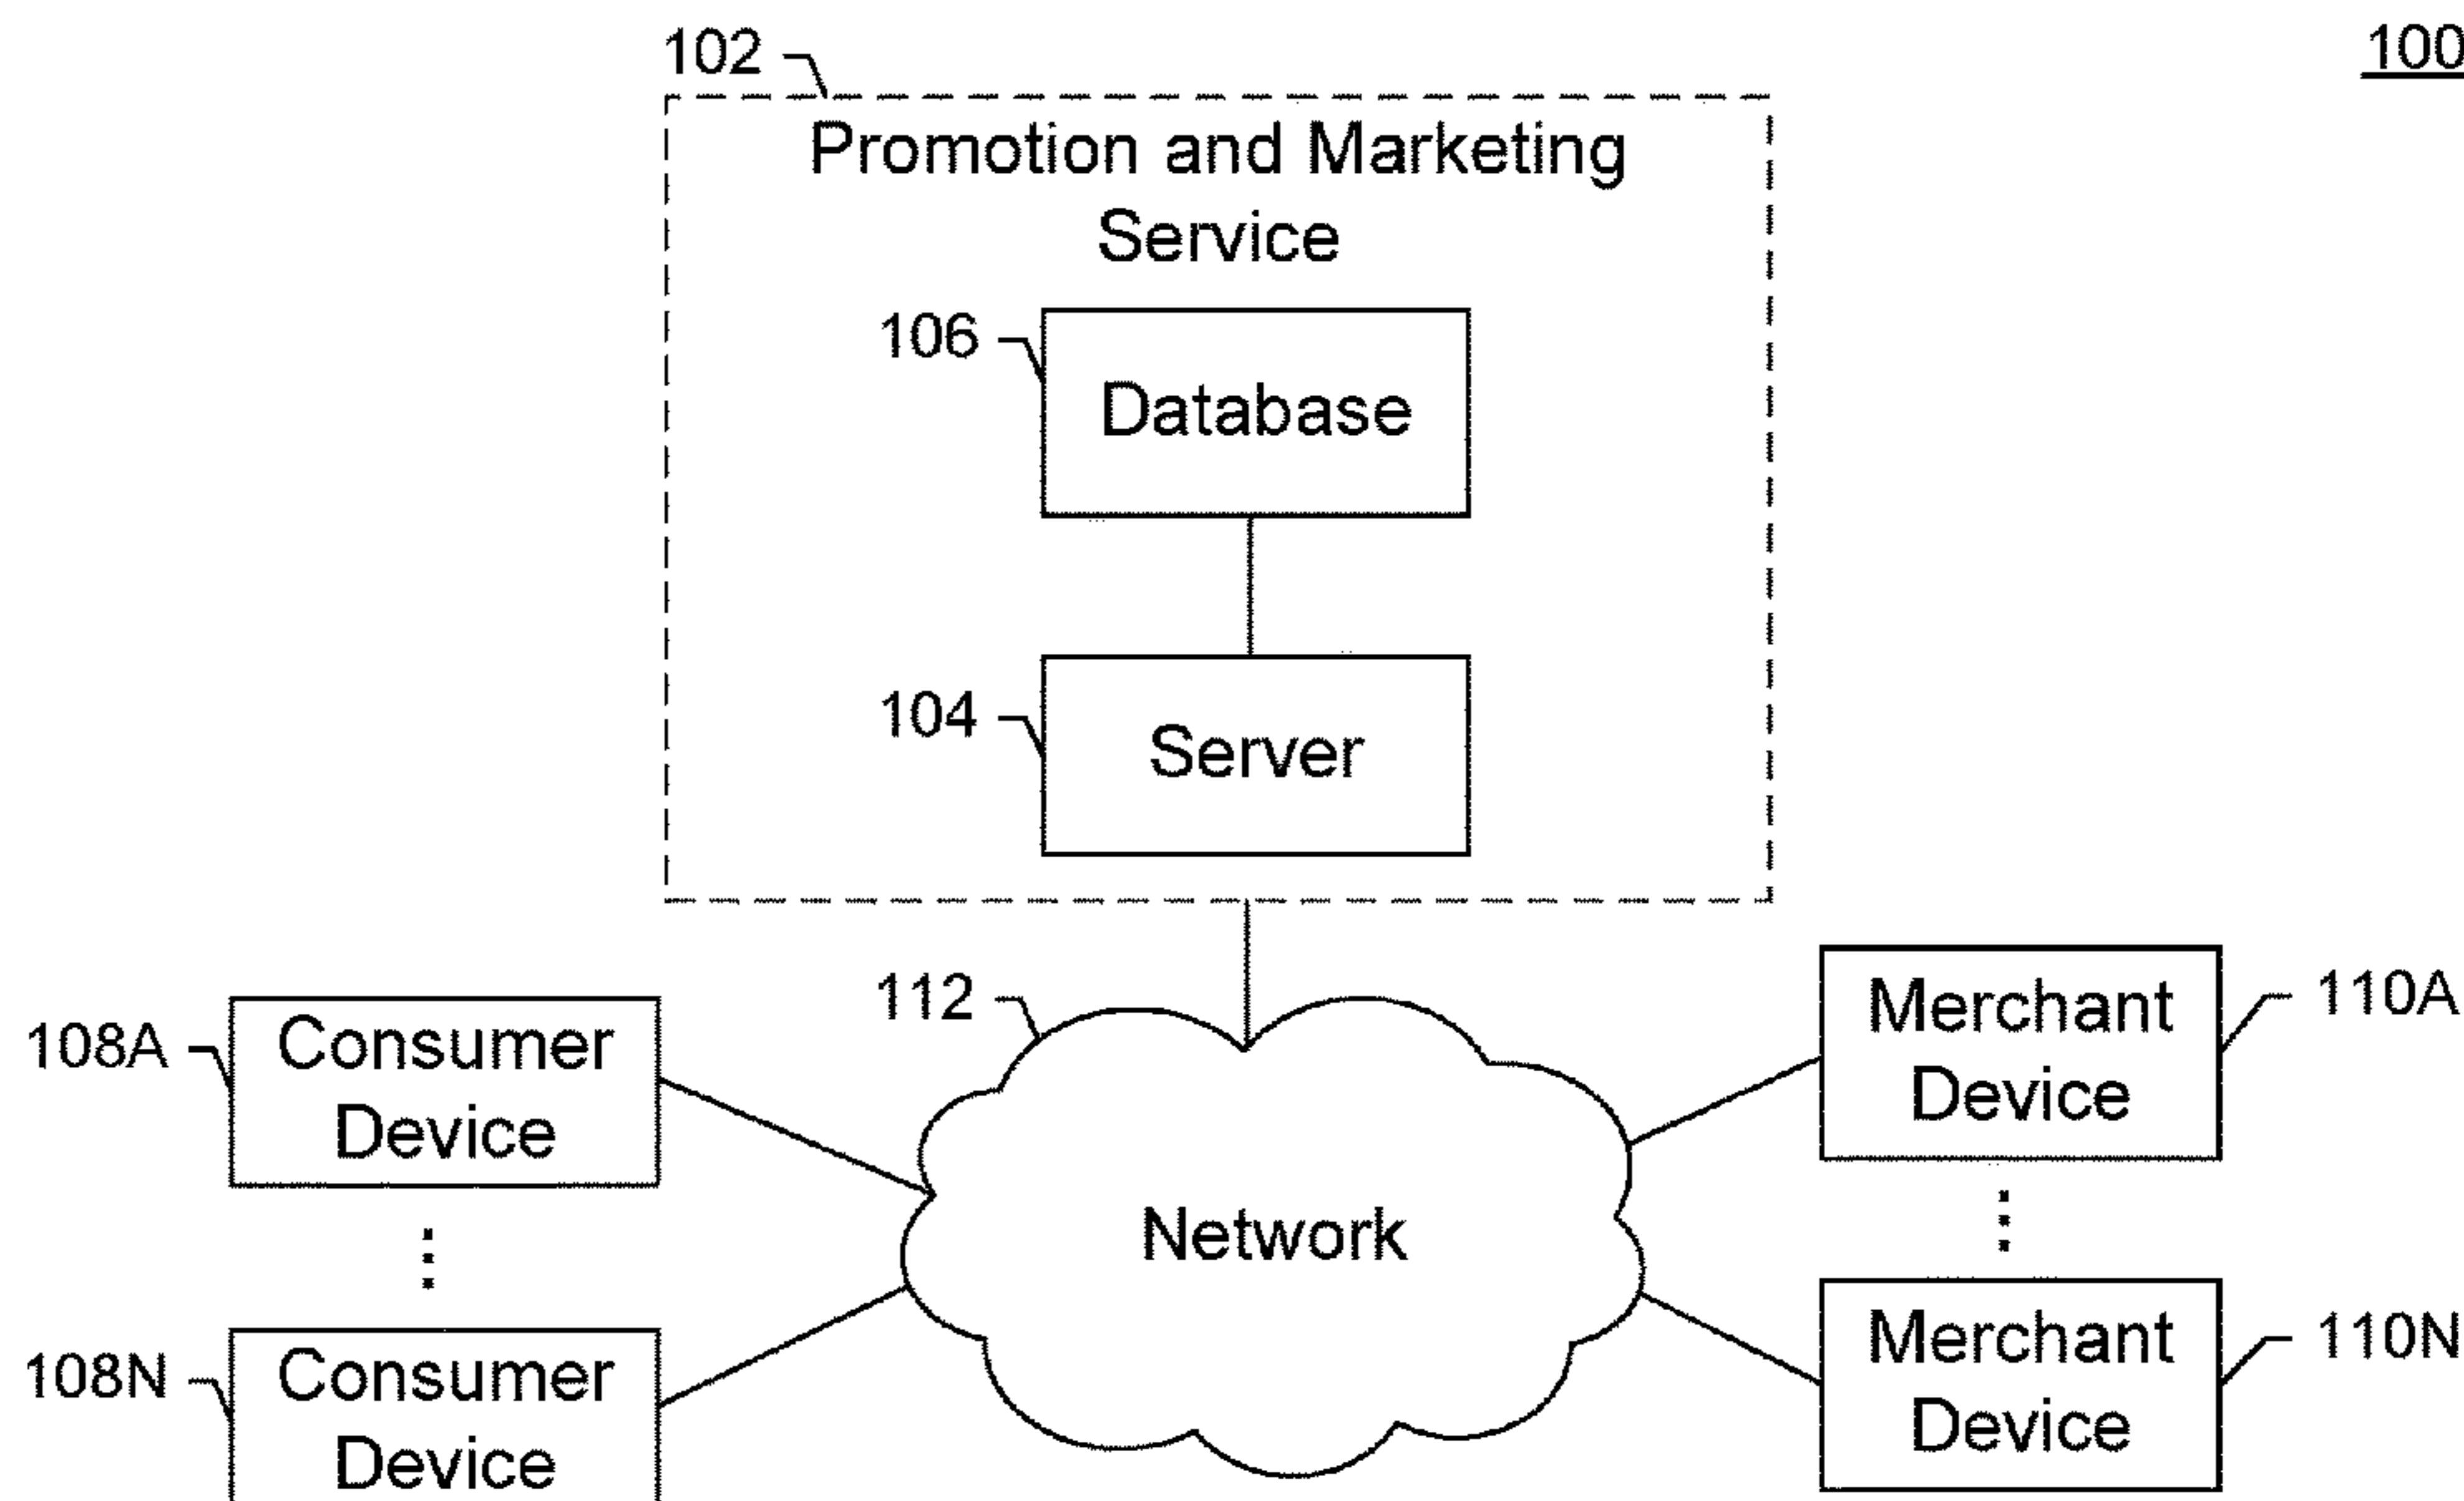 102
100
Promotion and Marketing
Service
106
Database
104
Server
112
108A
Consumer
Device
Merchant
Device
110A
Network
108N
Consumer
Device
Merchant
Device
110N